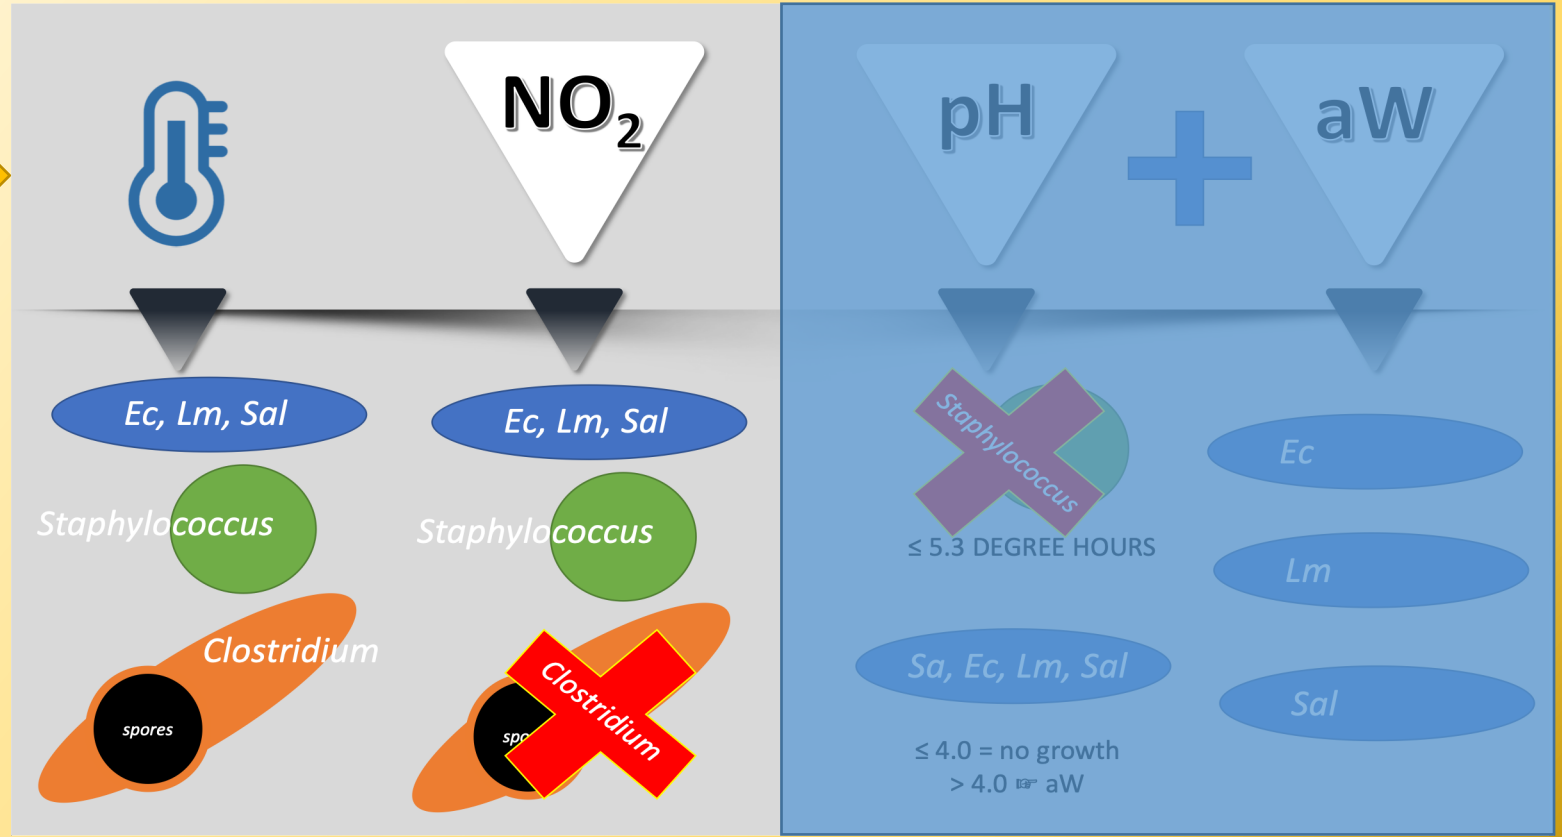 NO₂
pH
aW
Ec, Lm, Sal
Staphylococcus
Clostridium
spores
Ec, Lm, Sal
Staphylococcus
Clostridium
spo
Staphylococcus
≤ 5.3 DEGREE HOURS
Sa, Ec, Lm, Sal
≤ 4.0 = no growth
> 4.0 ☞ aW
Ec
Lm
Sal